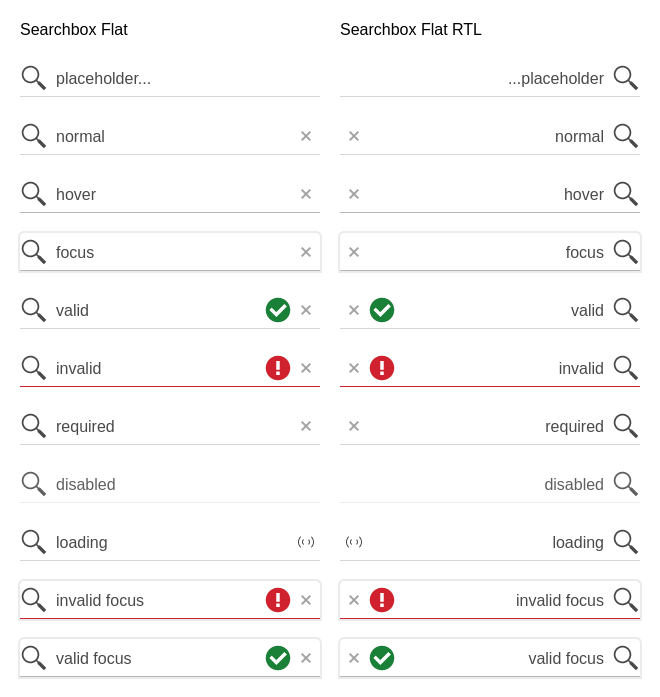 Searchbox Flat
placeholder...
normal
hover
focus
valid
invalid
required
disabled
loading
invalid focus
valid focus
Searchbox Flat RTL
...placeholder
normal
hover
focus
valid
invalid
required
disabled
loading
invalid focus
valid focus